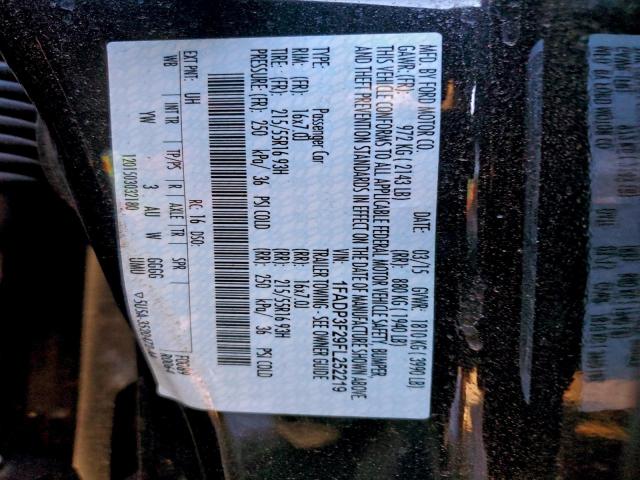 MFD. BY FORD MOTOR CO.
DATE: 03/15 GVWR: 1810 KG ( 3990 LB)
GAWR: (FR): 972 KG ( 2143 LB) (RR): 880 KG ( 1940 LB)
THIS VEHICLE CONFORMS TO ALL APPLICABLE FEDERAL MOTOR VEHICLE SAFETY, BUMPER,
AND THEFT PREVENTION STANDARDS IN EFFECT ON THE DATE OF MANUFACTURE SHOWN ABOVE.
VIN: 1FADP3F29FL252219
TYPE: Passenger Car TRAILER TOWING - SEE OWNER GUIDE
RIM: (FR) 16x7.0J (RR): 16x7.0J
TIRE : (FR) 215/55R16 93H (RR): 215/55R16 93H
PRESSURE (FR) 250 kPa/ 36 PSI COLD (RR): 250 kPa/ 36 PSI COLD
EXT PNT: UH RC: 16 DSO:
WB INT TR TP/PS R AXLE TR SPR
YW 3 AU W GGGG UWU
12015030321 80